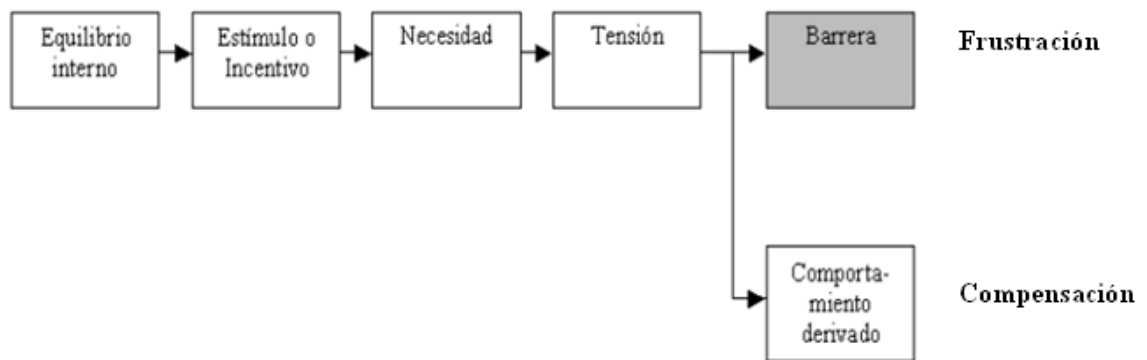 Equilibrio
interno
Estímulo o
Incentivo
Necesidad
Tensión
Barrera
Frustración
Comporta-
miento
derivado
Compensación